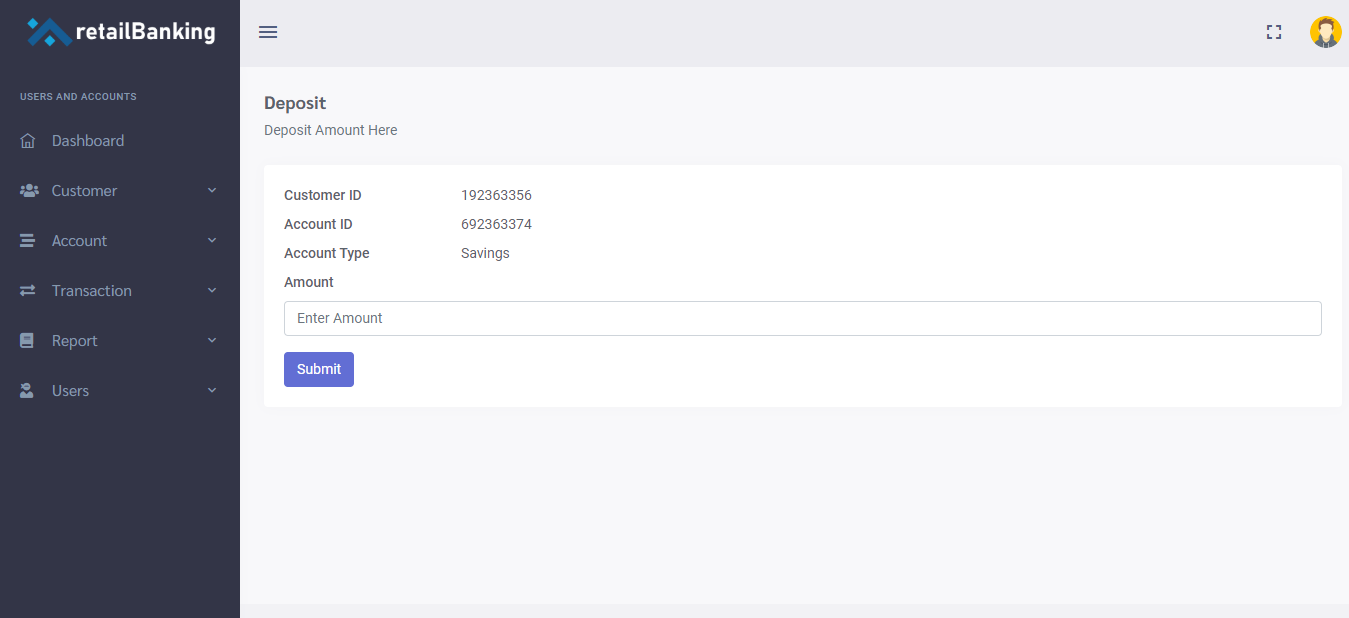 retailBanking
USERS AND ACCOUNTS
Dashboard
Customer
Account
Transaction
Report
Users
Deposit
Deposit Amount Here
Customer ID 192363356
Account ID 692363374
Account Type Savings
Amount
Enter Amount
Submit